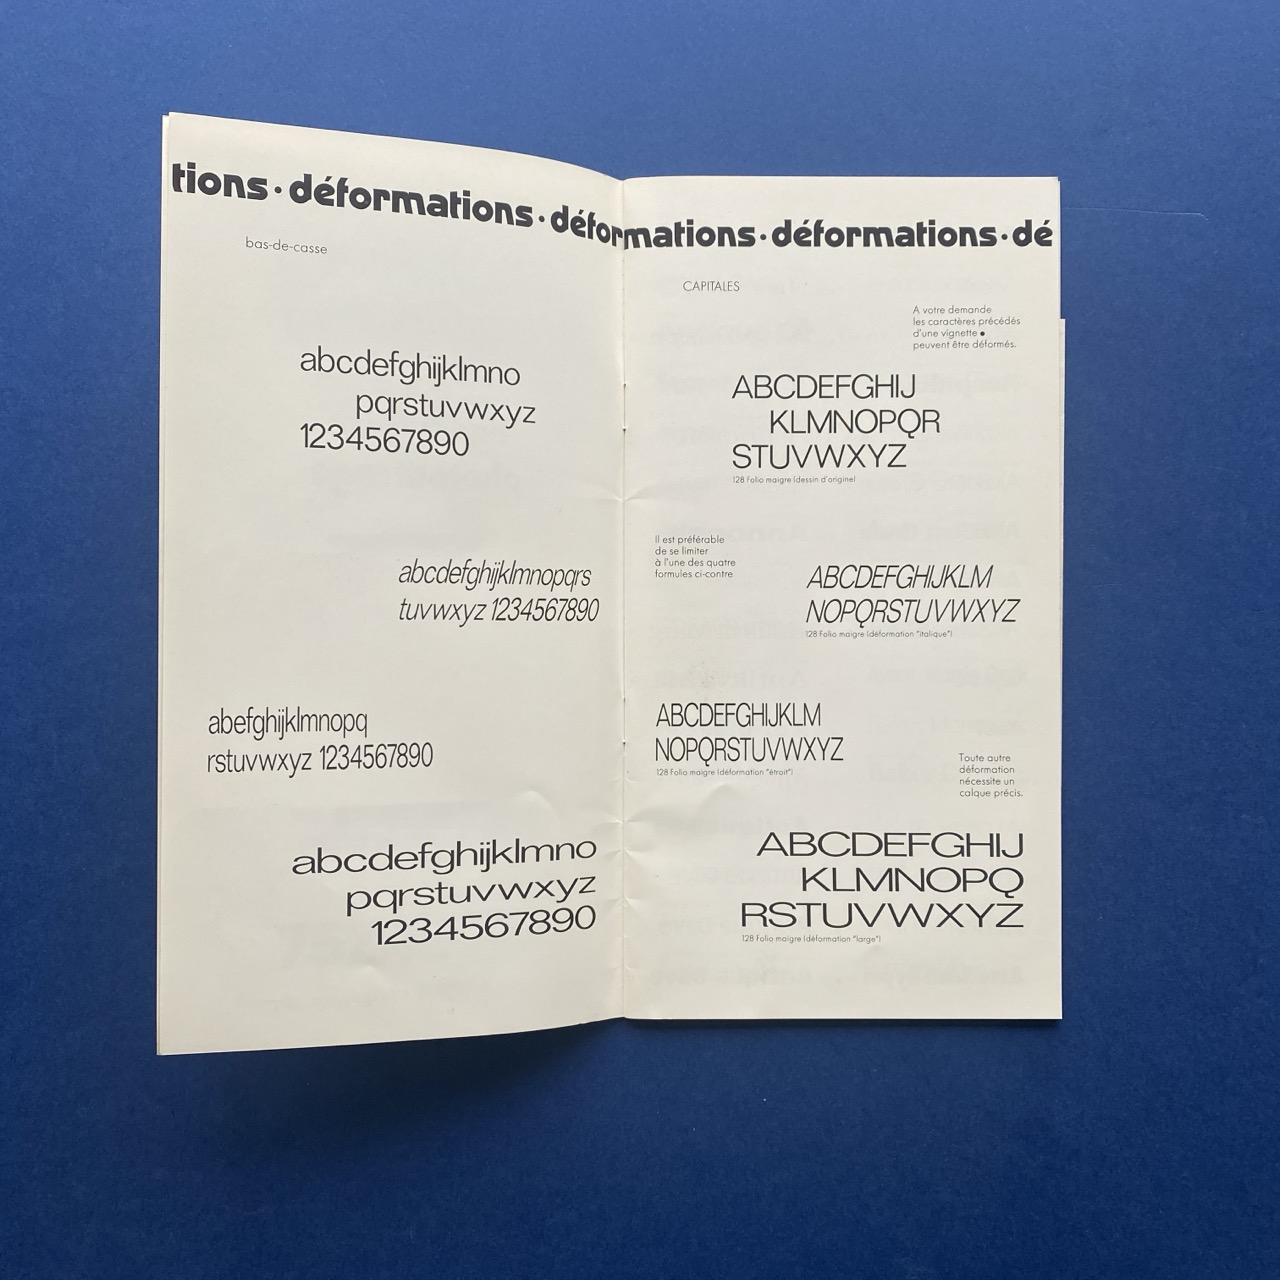 tions · déformations · défor
bas-de-casse
abcdefghijklmno
pqrstuvwxyz
1234567890
abcdefghijklmnopqrs
tuvwxyz 1234567890
abefghijklmnopq
rstuvwxyz 1234567890
abcdefghijklmno
pqrstuvwxyz
1234567890
mations · déformations · dé
CAPITALES
A votre demande
les caractères précédés
d'une vignette ●
peuvent être déformés.
ABCDEFGHIJ
KLMNOPQR
STUVWXYZ
128 Folio maigre (dessin d'origine)
Il est préférable
de se limiter
à l'une des quatre
formules ci-contre
ABCDEFGHIJKLM
NOPQRSTUVWXYZ
128 Folio maigre (déformation "italique")
ABCDEFGHIJKLM
NOPQRSTUVWXYZ
128 Folio maigre (déformation "étroit")
Toute autre
déformation
nécessite un
calque précis.
ABCDEFGHIJ
KLMNOPQ
RSTUVWXYZ
128 Folio maigre (déformation "large")